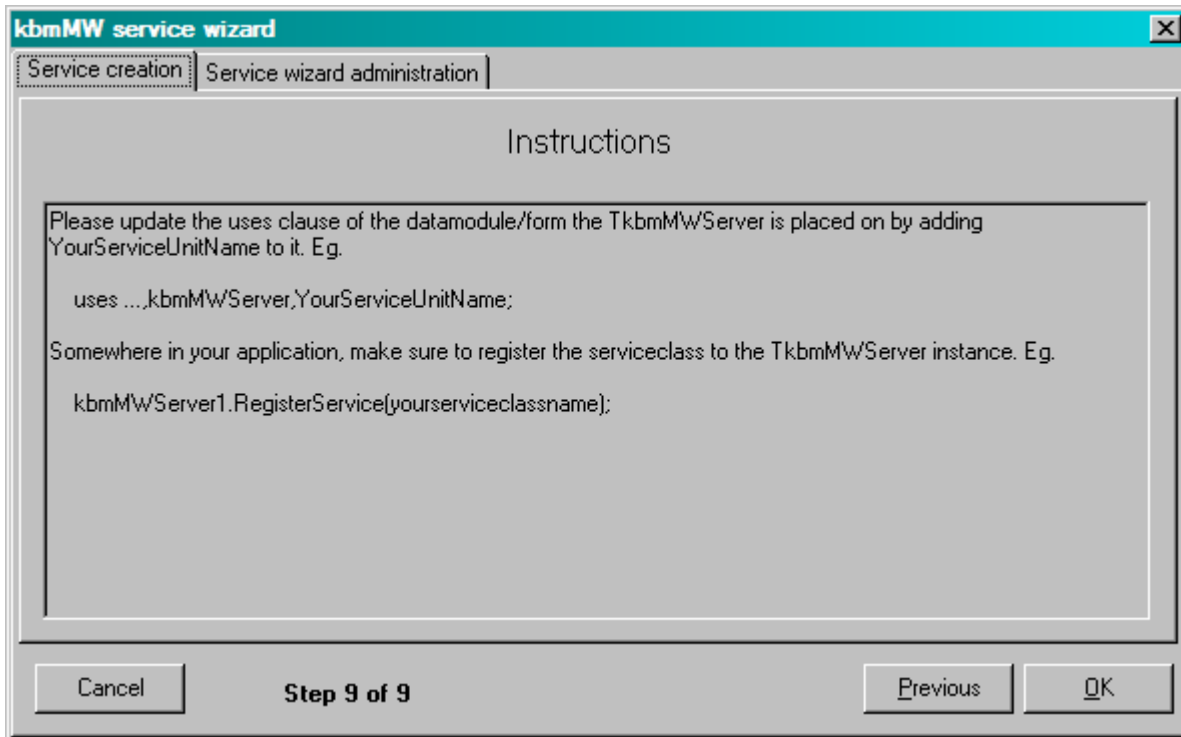 kbmMW service wizard
Service creation
Service wizard administration
Instructions
Please update the uses clause of the datamodule/form the TkbmMWServer is placed on by adding
YourServiceUnitName to it. Eg.
uses ...,kbmMWServer,YourServiceUnitName;
Somewhere in your application, make sure to register the serviceclass to the TkbmMWServer instance. Eg.
kbmMWServer1.RegisterService(yourserviceclassname);
Cancel
Step 9 of 9
Previous
OK